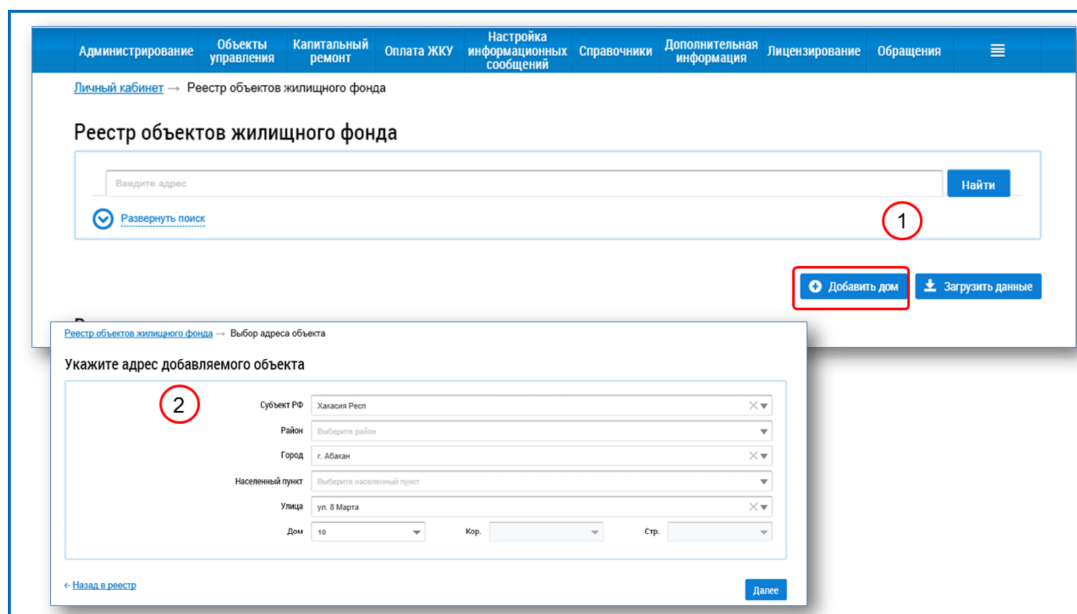 Администрирование
Объекты управления
Капитальный ремонт
Оплата ЖКУ
Настройка информационных сообщений
Справочники
Дополнительная информация
Лицензирование
Обращения
Личный кабинет → Реестр объектов жилищного фонда
Реестр объектов жилищного фонда
Введите адрес
Найти
Развернуть поиск
1
Добавить дом
Загрузить данные
Реестр объектов жилищного фонда → Выбор адреса объекта
Укажите адрес добавляемого объекта
2
Субъект РФ Хакасия Респ
Район Выберите район
Город г. Абакан
Населенный пункт Выберите населенный пункт
Улица ул. 8 Марта
Дом 10 Кор. Стр.
← Назад в реестр
Далее